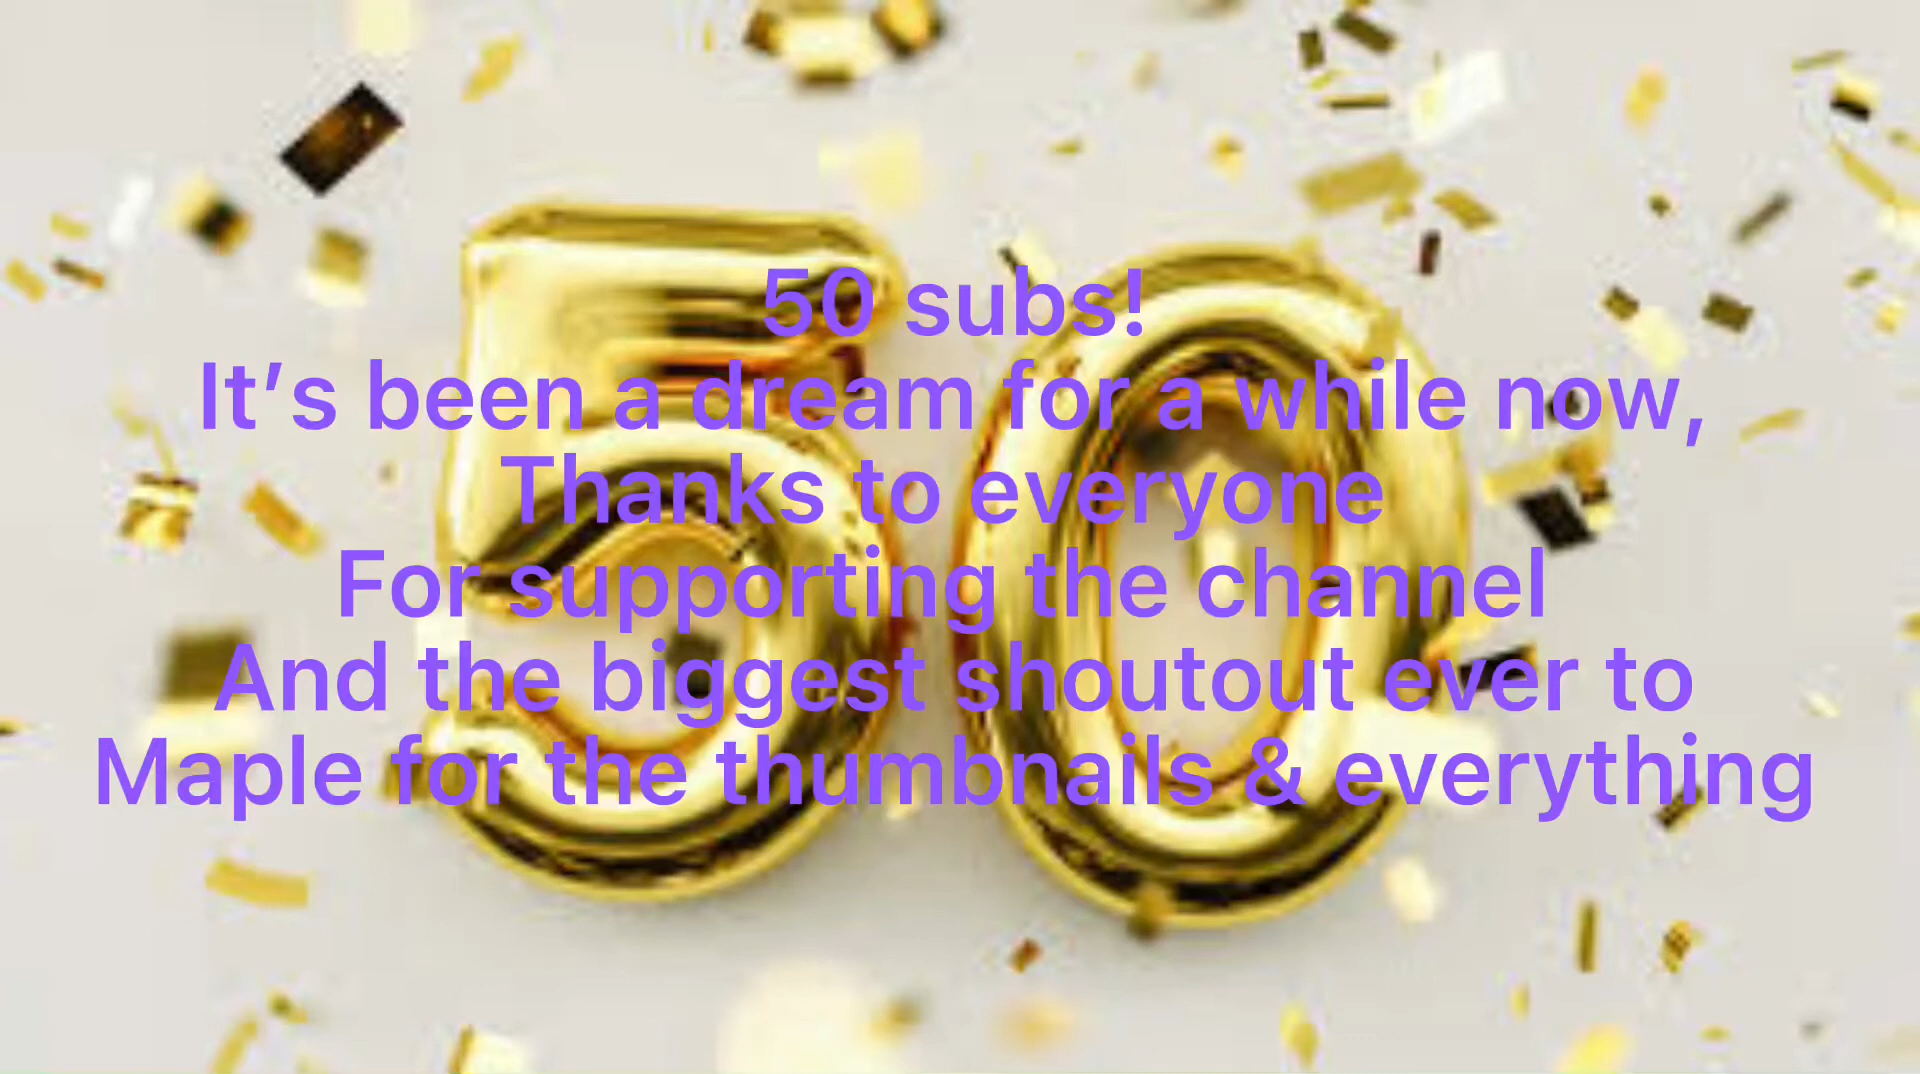 50 subs!
It’s been a dream for a while now,
Thanks to everyone
For supporting the channel
And the biggest shoutout ever to
Maple for the thumbnails & everything